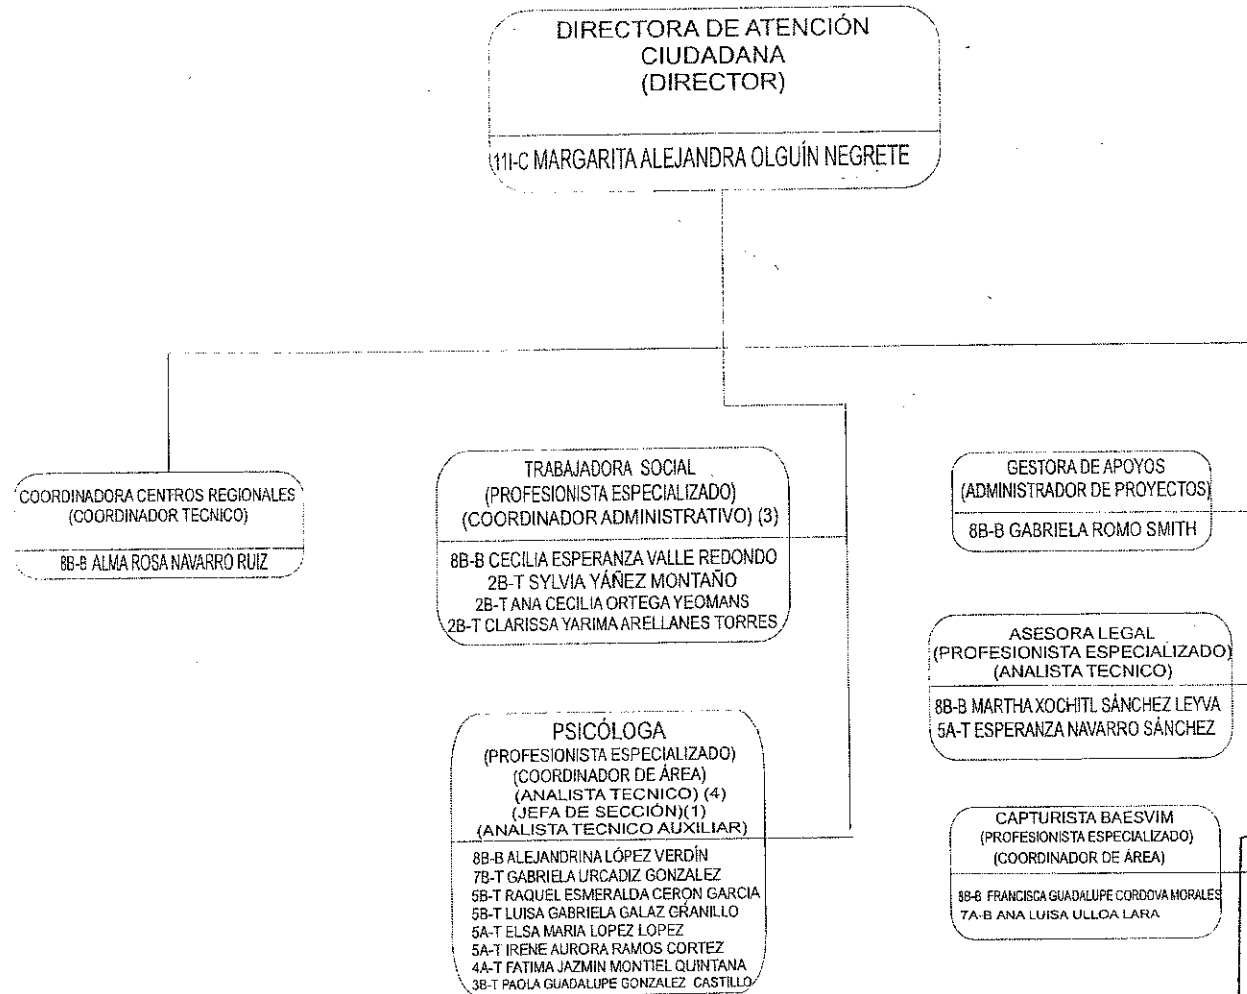 DIRECTORA DE ATENCIÓN
CIUDADANA
(DIRECTOR)
11I-C MARGARITA ALEJANDRA OLGUÍN NEGRETE
COORDINADORA CENTROS REGIONALES
(COORDINADOR TECNICO)
8B-B ALMA ROSA NAVARRO RUIZ
TRABAJADORA SOCIAL
(PROFESIONISTA ESPECIALIZADO)
(COORDINADOR ADMINISTRATIVO) (3)
8B-B CECILIA ESPERANZA VALLE REDONDO
2B-T SYLVIA YÁÑEZ MONTAÑO
2B-T ANA CECILIA ORTEGA YEOMANS
2B-T CLARISSA YARIMA ARELLANES TORRES
PSICÓLOGA
(PROFESIONISTA ESPECIALIZADO)
(COORDINADOR DE ÁREA)
(ANALISTA TECNICO) (4)
(JEFA DE SECCIÓN)(1)
(ANALISTA TECNICO AUXILIAR)
8B-B ALEJANDRINA LÓPEZ VERDÍN
7B-T GABRIELA URCADIZ GONZALEZ
5B-T RAQUEL ESMERALDA CERON GARCIA
5B-T LUISA GABRIELA GALAZ GRANILLO
5A-T ELSA MARIA LOPEZ LOPEZ
5A-T IRENE AURORA RAMOS CORTEZ
4A-T FATIMA JAZMIN MONTIEL QUINTANA
3B-T PAOLA GUADALUPE GONZALEZ CASTILLO
GESTORA DE APOYOS
(ADMINISTRADOR DE PROYECTOS)
8B-B GABRIELA ROMO SMITH
ASESORA LEGAL
(PROFESIONISTA ESPECIALIZADO)
(ANALISTA TECNICO)
8B-B MARTHA XOCHITL SÁNCHEZ LEYVA
5A-T ESPERANZA NAVARRO SÁNCHEZ
CAPTURISTA BAESVIM
(PROFESIONISTA ESPECIALIZADO)
(COORDINADOR DE ÁREA)
8B-B FRANCISCA GUADALUPE CORDOVA MORALES
7A-B ANA LUISA ULLOA LARA